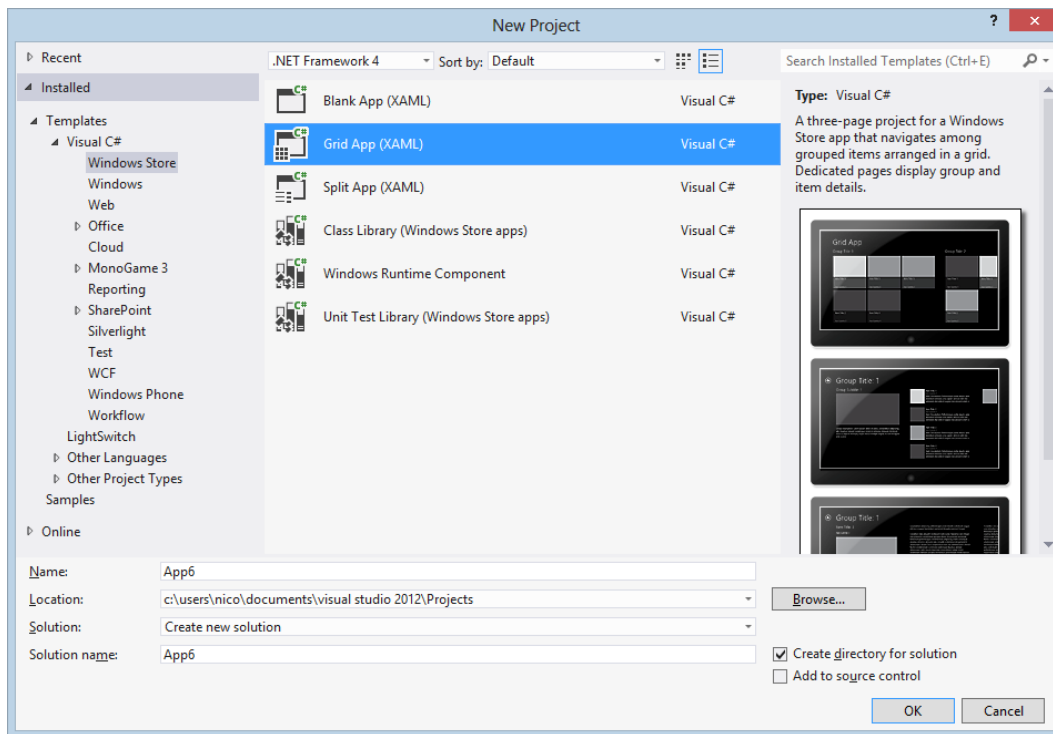 New Project
?
Recent
Installed
Templates
Visual C#
Windows Store
Windows
Web
Office
Cloud
MonoGame 3
Reporting
SharePoint
Silverlight
Test
WCF
Windows Phone
Workflow
LightSwitch
Other Languages
Other Project Types
Samples
Online
.NET Framework 4
Sort by: Default
Blank App (XAML) Visual C#
Grid App (XAML) Visual C#
Split App (XAML) Visual C#
Class Library (Windows Store apps) Visual C#
Windows Runtime Component Visual C#
Unit Test Library (Windows Store apps) Visual C#
Search Installed Templates (Ctrl+E)
Type: Visual C#
A three-page project for a Windows
Store app that navigates among
grouped items arranged in a grid.
Dedicated pages display group and
item details.
Grid App
Group Title: 1
Group Title: 1
Name: App6
Location: c:\users\nico\documents\visual studio 2012\Projects
Browse...
Solution: Create new solution
Solution name: App6
Create directory for solution
Add to source control
OK
Cancel